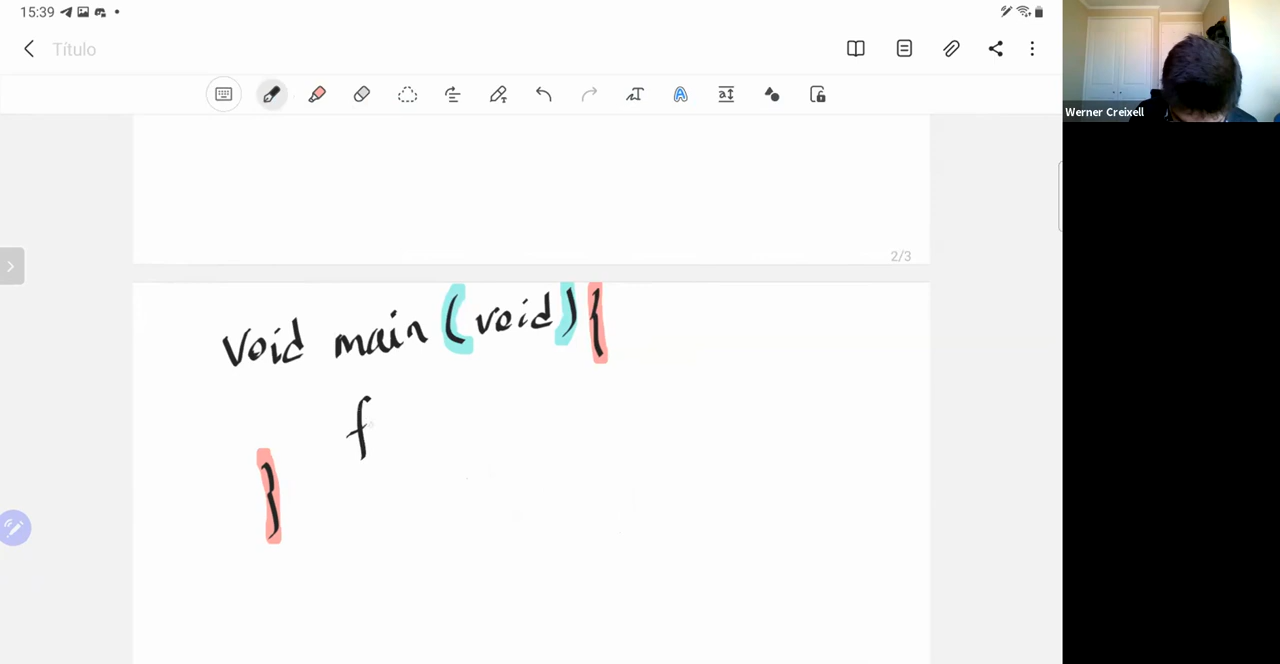 15:39
Título
2/3
void main (void){
f
}
Werner Creixell